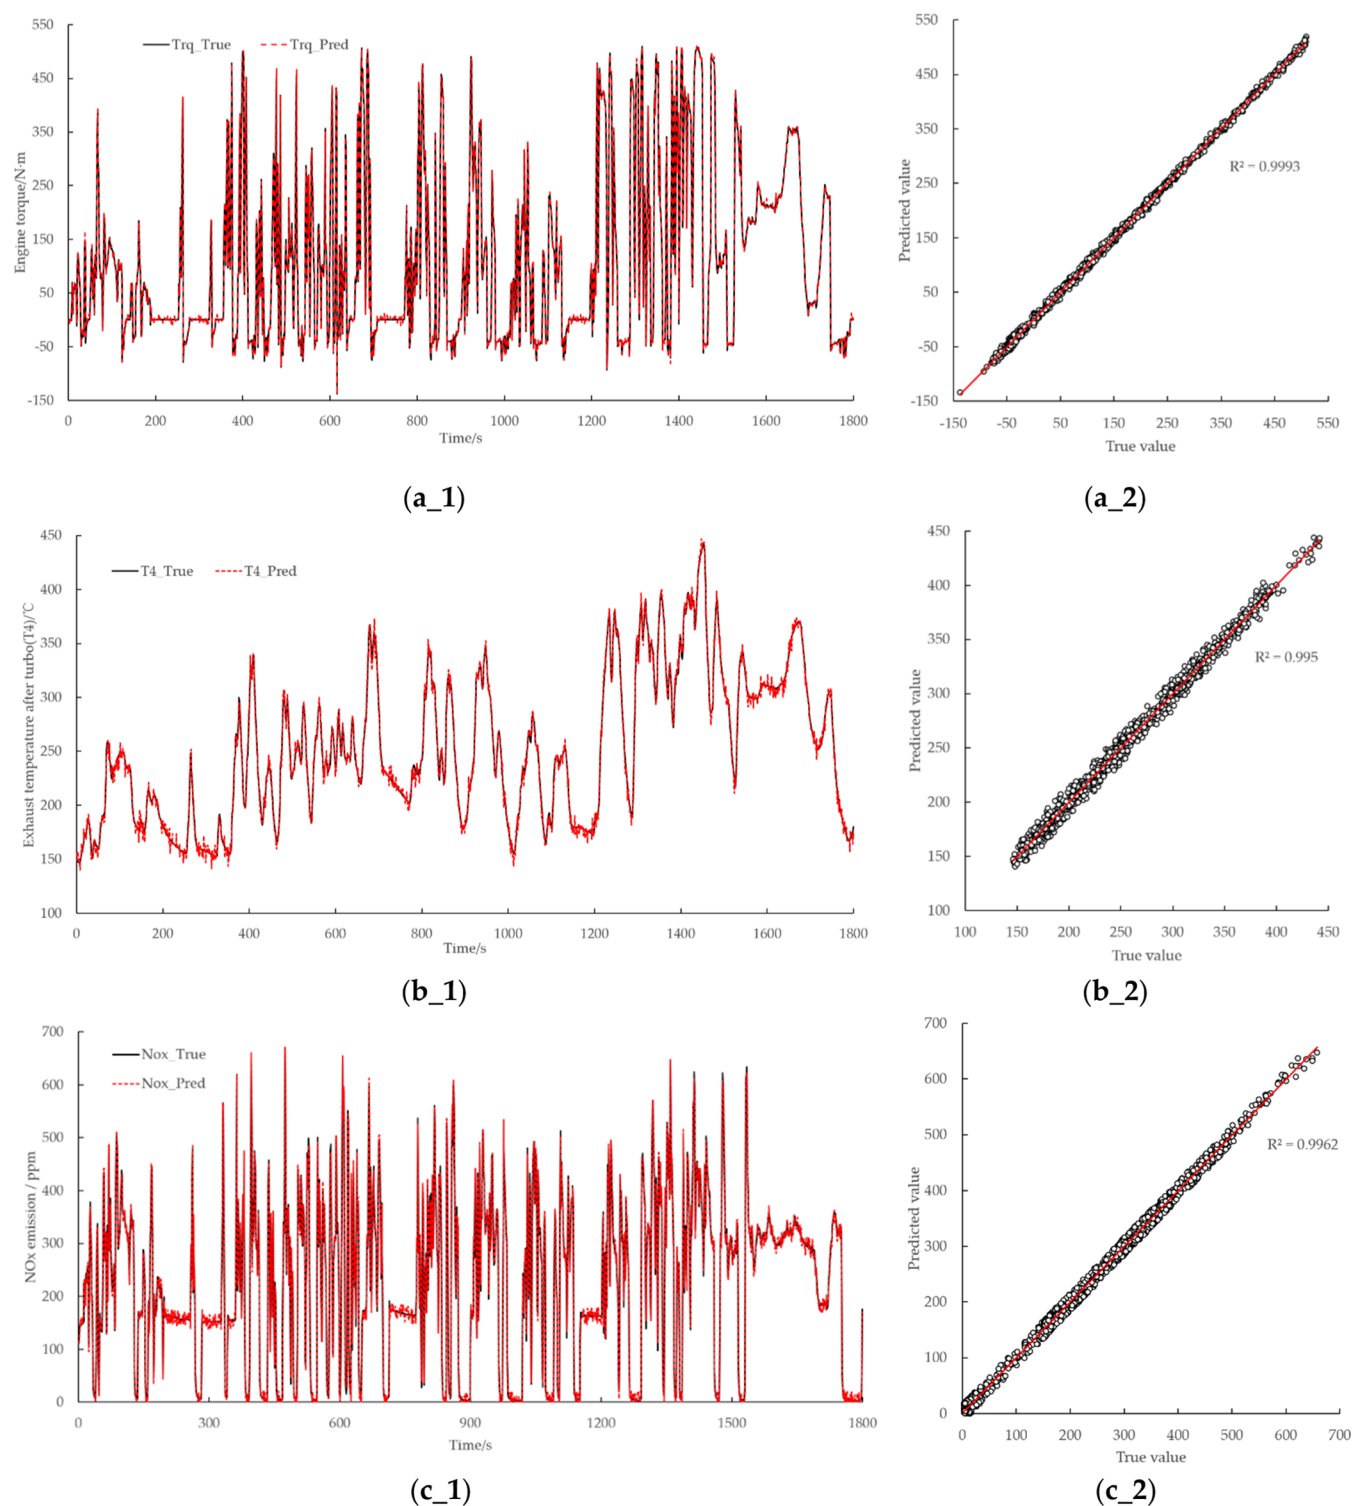 550
450
350
250
150
50
-50
-150
Engine torque/N·m
Trq_True
Trq_Pred
0 200 400 600 800 1000 1200 1400 1600 1800
Time/s
(a_1)
550
450
350
250
150
50
-50
-150
Predicted value
R² = 0.9993
-150 -50 50 150 250 350 450 550
True value
(a_2)
450
400
350
300
250
200
150
100
Exhaust temperature after turbo(T4)/℃
T4_True
T4_Pred
0 200 400 600 800 1000 1200 1400 1600 1800
Time/s
(b_1)
450
400
350
300
250
200
150
100
Predicted value
R² = 0.995
100 150 200 250 300 350 400 450
True value
(b_2)
700
600
500
400
300
200
100
0
NOx emission / ppm
Nox_True
Nox_Pred
0 300 600 900 1200 1500 1800
Time/s
(c_1)
700
600
500
400
300
200
100
0
Predicted value
R² = 0.9962
0 100 200 300 400 500 600 700
True value
(c_2)